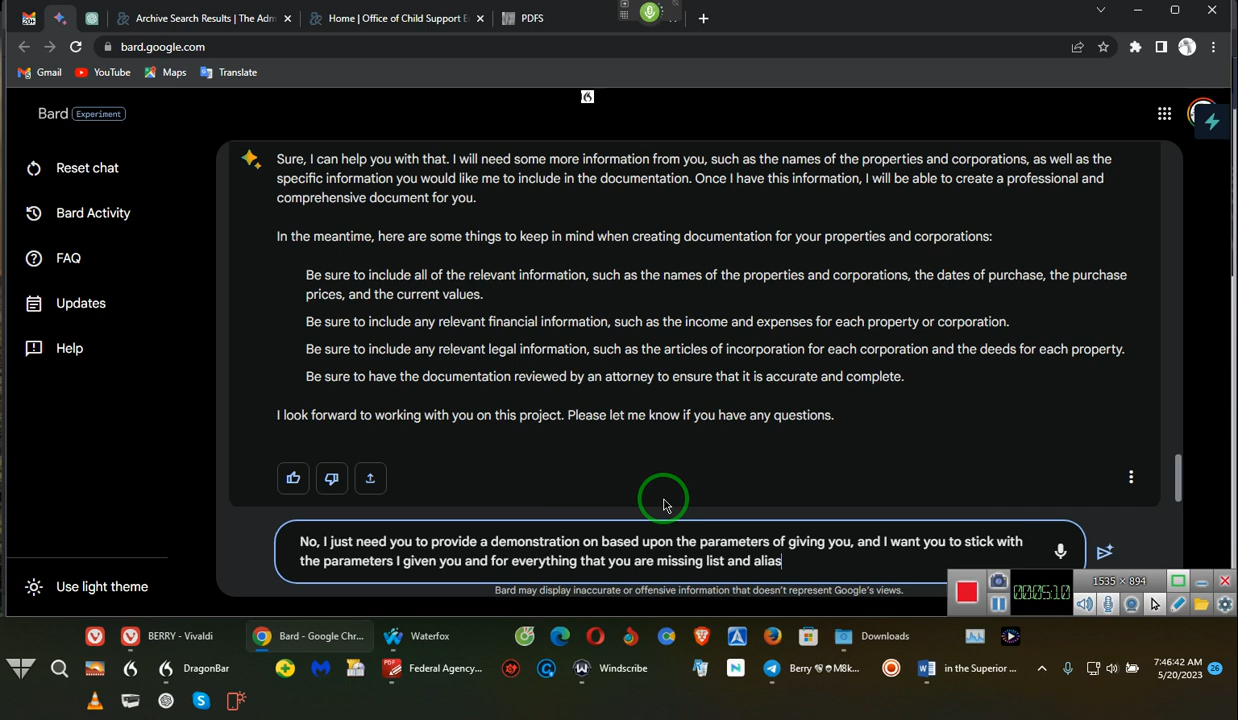 20+
Archive Search Results | The Adm
Home | Office of Child Support E
PDFS
bard.google.com
Gmail
YouTube
Maps
Translate
Bard
Experiment
Reset chat
Bard Activity
FAQ
Updates
Help
Use light theme
Sure, I can help you with that. I will need some more information from you, such as the names of the properties and corporations, as well as the
specific information you would like me to include in the documentation. Once I have this information, I will be able to create a professional and
comprehensive document for you.
In the meantime, here are some things to keep in mind when creating documentation for your properties and corporations:
Be sure to include all of the relevant information, such as the names of the properties and corporations, the dates of purchase, the purchase
prices, and the current values.
Be sure to include any relevant financial information, such as the income and expenses for each property or corporation.
Be sure to include any relevant legal information, such as the articles of incorporation for each corporation and the deeds for each property.
Be sure to have the documentation reviewed by an attorney to ensure that it is accurate and complete.
I look forward to working with you on this project. Please let me know if you have any questions.
No, I just need you to provide a demonstration on based upon the parameters of giving you, and I want you to stick with
the parameters I given you and for everything that you are missing list and alias
Bard may display inaccurate or offensive information that doesn't represent Google's views.
1535 × 894
00:05:10
BERRY - Vivaldi
Bard - Google Chr...
Waterfox
Downloads
DragonBar
PDF
Federal Agency...
Windscribe
Berry
M8k...
in the Superior ...
7:46:42 AM
5/20/2023
26